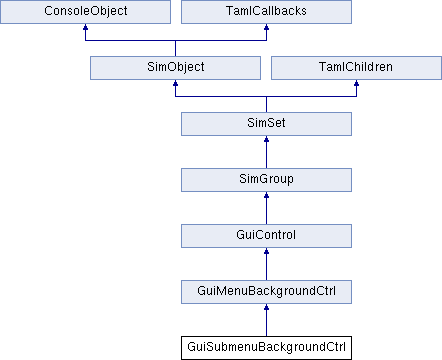 ConsoleObject
TamlCallbacks
SimObject
TamlChildren
SimSet
SimGroup
GuiControl
GuiMenuBackgroundCtrl
GuiSubmenuBackgroundCtrl